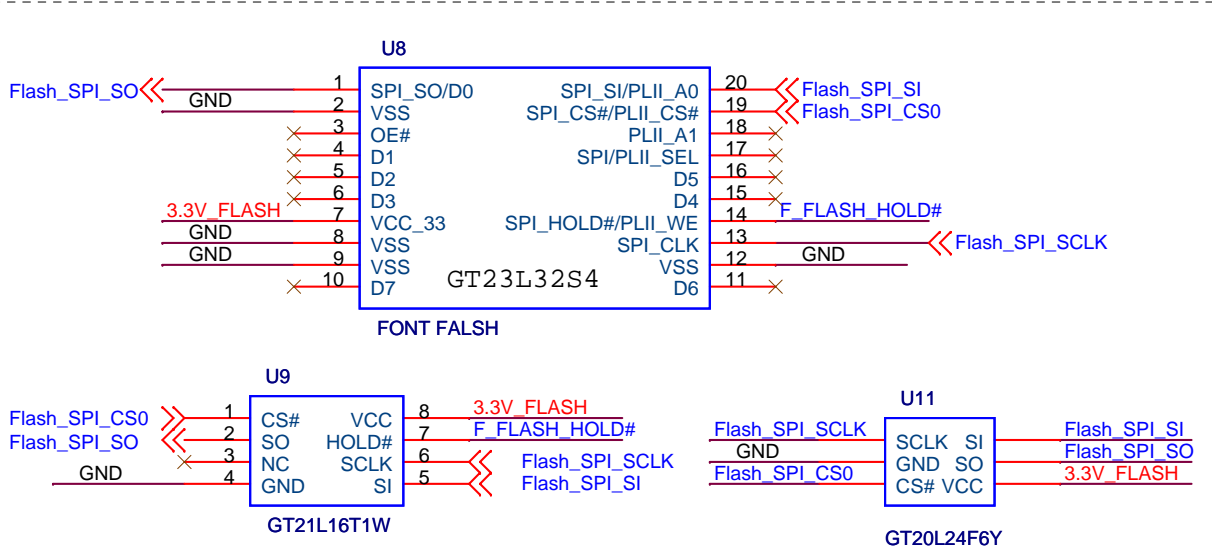 U8
Flash_SPI_SO 1 SPI_SO/D0 SPI_SI/PLII_A0 20 Flash_SPI_SI
GND 2 VSS SPI_CS#/PLII_CS# 19 Flash_SPI_CS0
3 OE# PLII_A1 18
4 D1 SPI/PLII_SEL 17
5 D2 D5 16
6 D3 D4 15
3.3V_FLASH 7 VCC_33 SPI_HOLD#/PLII_WE 14 F_FLASH_HOLD#
GND 8 VSS SPI_CLK 13 Flash_SPI_SCLK
GND 9 VSS VSS 12 GND
10 D7 D6 11
GT23L32S4
FONT FALSH
U9
Flash_SPI_CS0 1 CS# VCC 8 3.3V_FLASH
Flash_SPI_SO 2 SO HOLD# 7 F_FLASH_HOLD#
3 NC SCLK 6 Flash_SPI_SCLK
GND 4 GND SI 5 Flash_SPI_SI
GT21L16T1W
U11
Flash_SPI_SCLK SCLK SI Flash_SPI_SI
GND GND SO Flash_SPI_SO
Flash_SPI_CS0 CS# VCC 3.3V_FLASH
GT20L24F6Y